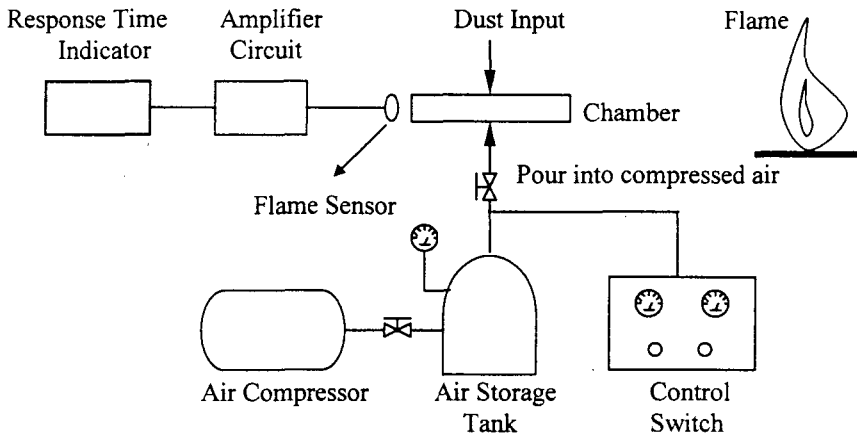 Response Time
Indicator
Amplifier
Circuit
Dust Input
Flame
Chamber
Pour into compressed air
Flame Sensor
Air Compressor
Air Storage
Tank
Control
Switch